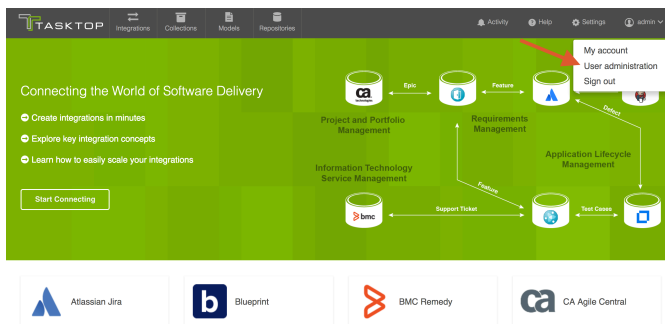 TASKTOP
Integrations
Collections
Models
Repositories
Activity
Help
Settings
admin
My account
User administration
Sign out
Connecting the World of Software Delivery
Create integrations in minutes
Explore key integration concepts
Learn how to easily scale your integrations
Start Connecting
ca
technologies
Epic
Feature
Defect
Project and Portfolio
Management
Requirements
Management
Application Lifecycle
Management
Information Technology
Service Management
Feature
bmc
Support Ticket
Test Cases
Atlassian Jira
b
Blueprint
BMC Remedy
ca
CA Agile Central